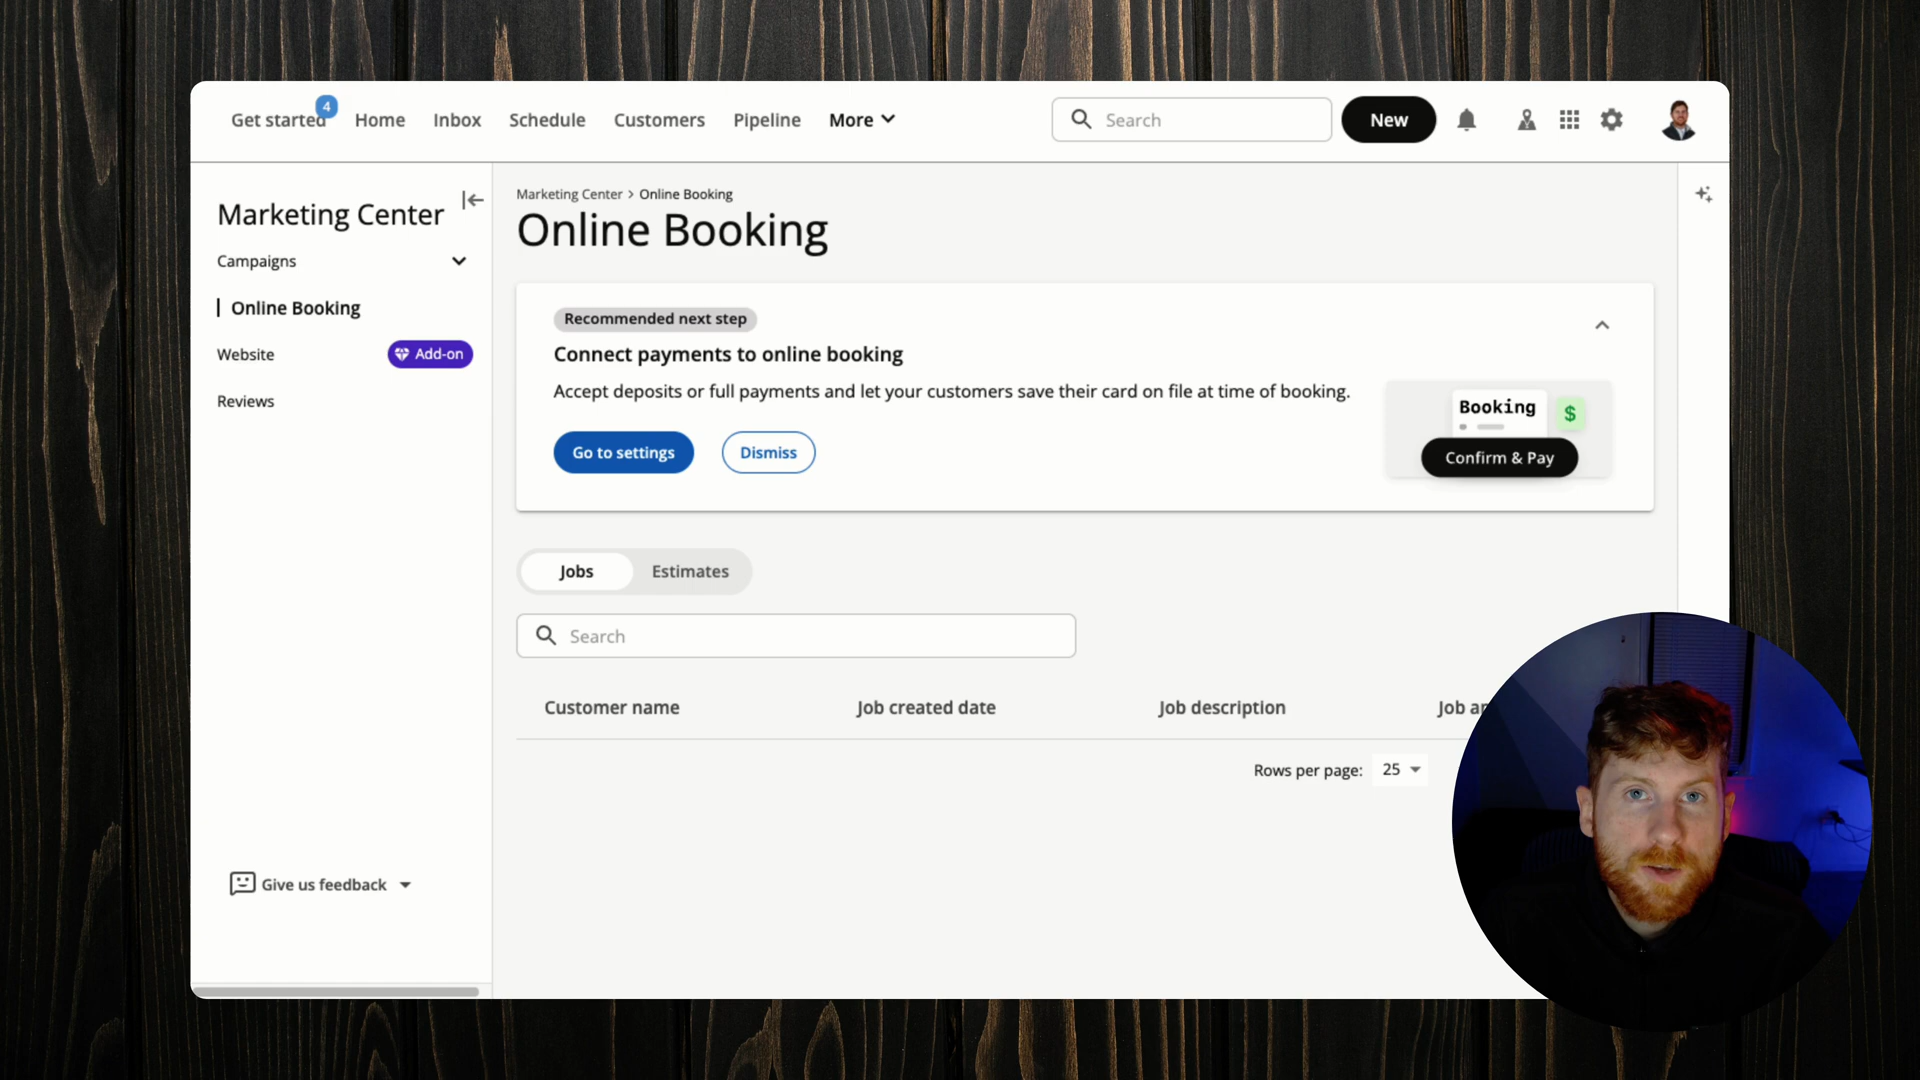 Get started 4 Home Inbox Schedule Customers Pipeline More Search New
Marketing Center
Campaigns
Online Booking
Website Add-on
Reviews
Give us feedback
Marketing Center > Online Booking
Online Booking
Recommended next step
Connect payments to online booking
Accept deposits or full payments and let your customers save their card on file at time of booking.
Go to settings Dismiss
Booking $
Confirm & Pay
Jobs Estimates
Search
Customer name Job created date Job description Job
Rows per page: 25